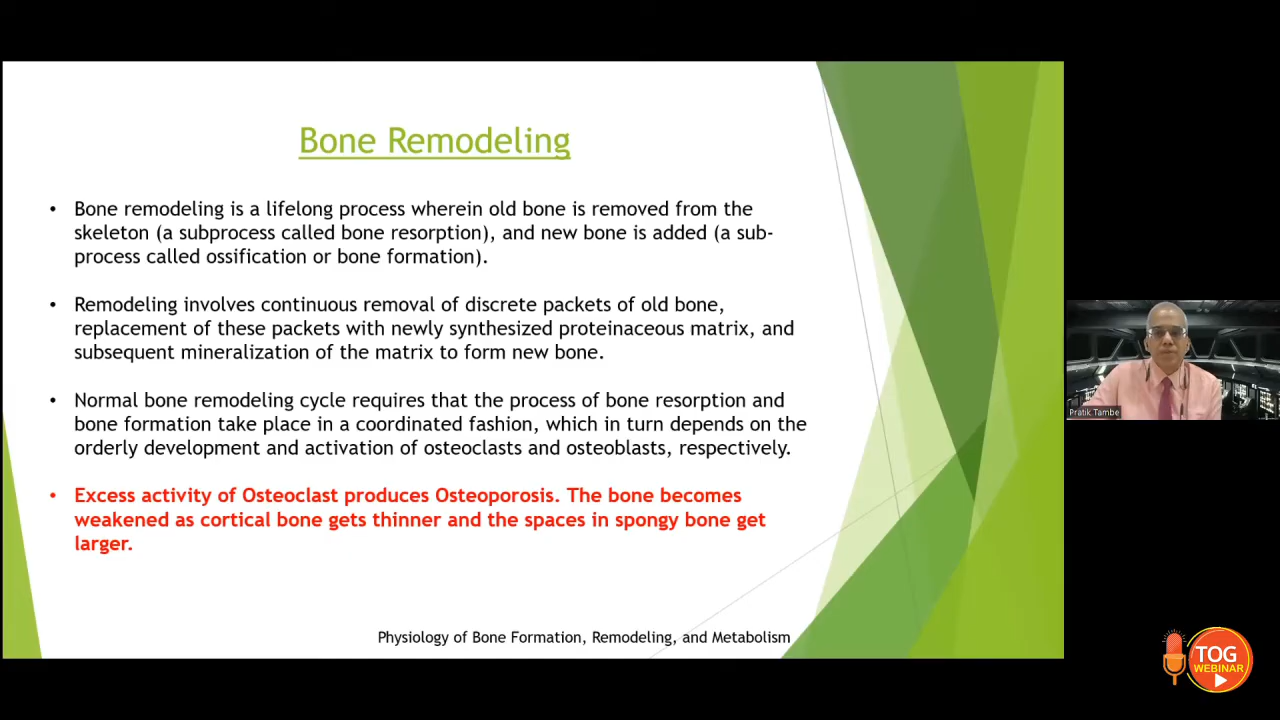 Bone Remodeling
• Bone remodeling is a lifelong process wherein old bone is removed from the
skeleton (a subprocess called bone resorption), and new bone is added (a sub-
process called ossification or bone formation).
• Remodeling involves continuous removal of discrete packets of old bone,
replacement of these packets with newly synthesized proteinaceous matrix, and
subsequent mineralization of the matrix to form new bone.
• Normal bone remodeling cycle requires that the process of bone resorption and
bone formation take place in a coordinated fashion, which in turn depends on the
orderly development and activation of osteoclasts and osteoblasts, respectively.
• Excess activity of Osteoclast produces Osteoporosis. The bone becomes
weakened as cortical bone gets thinner and the spaces in spongy bone get
larger.
Physiology of Bone Formation, Remodeling, and Metabolism
Pratik Tambe
TOG
WEBINAR